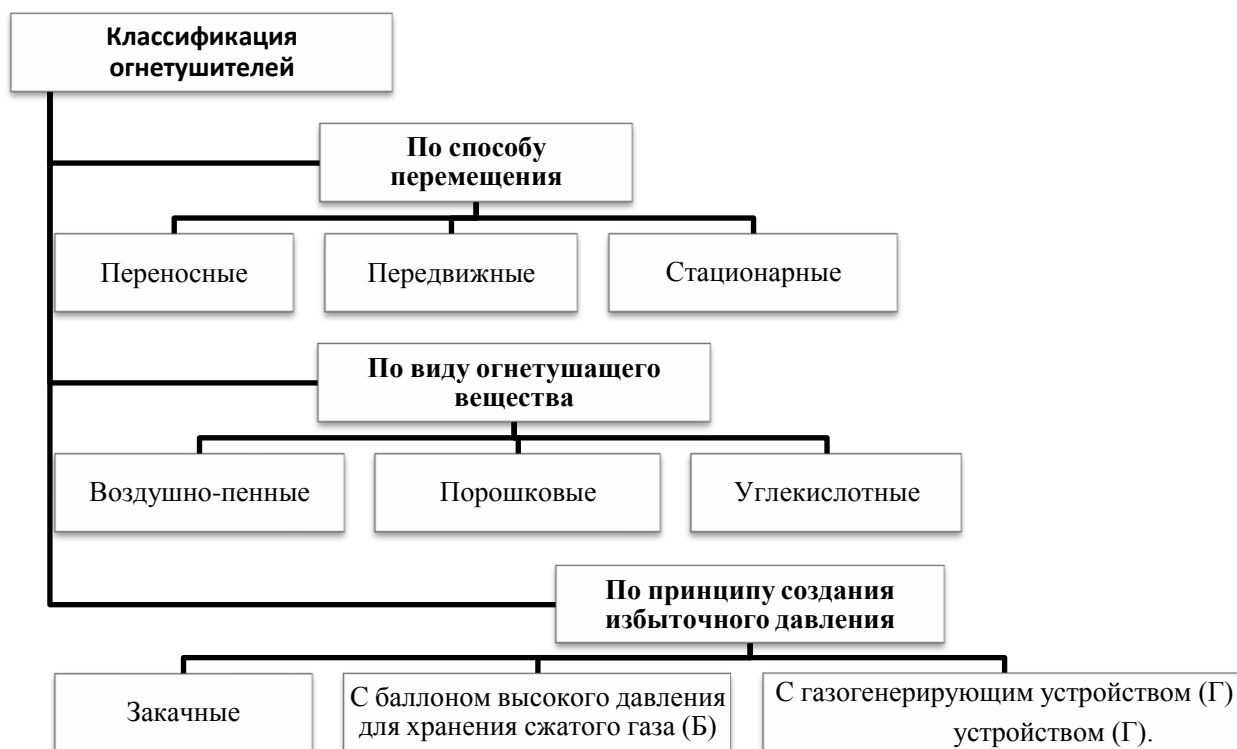 Классификация
огнетушителей
По способу
перемещения
Переносные
Передвижные
Стационарные
По виду огнетушащего
вещества
Воздушно-пенные
Порошковые
Углекислотные
По принципу создания
избыточного давления
Закачные
С баллоном высокого давления
для хранения сжатого газа (Б)
С газогенерирующим устройством (Г)
устройством (Г).